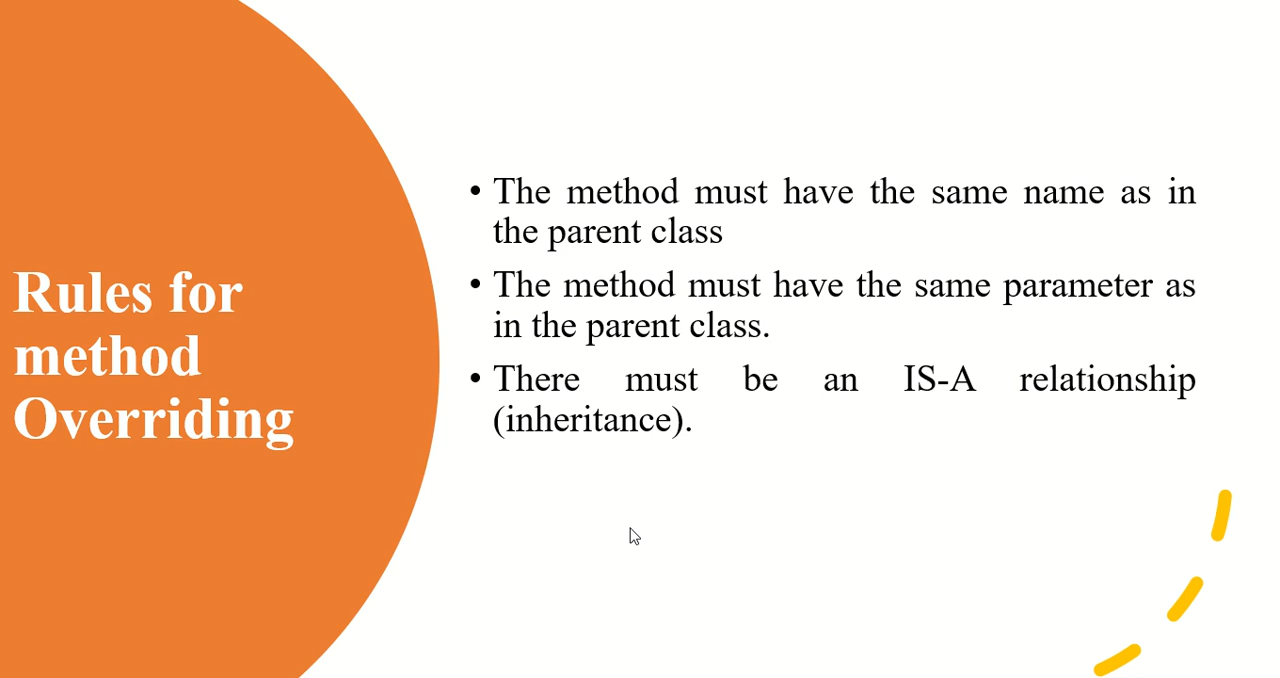 Rules for
method
Overriding
• The method must have the same name as in
the parent class
• The method must have the same parameter as
in the parent class.
• There must be an IS-A relationship
(inheritance).